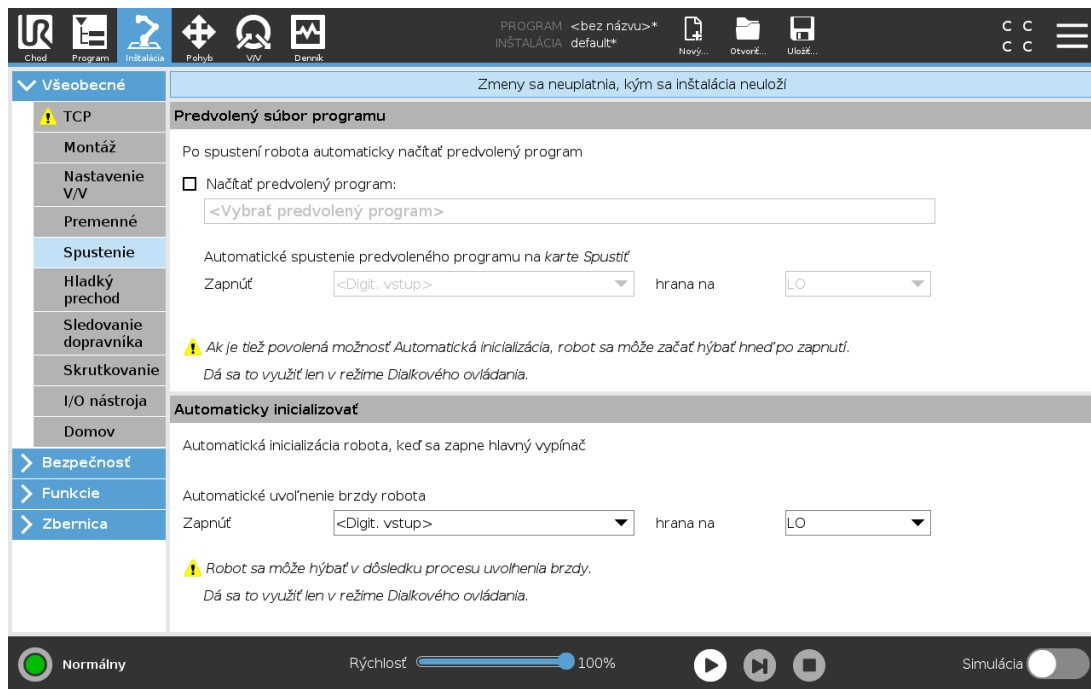 PROGRAM <bez názvu>*
INŠTALÁCIA default*
C C
C C
Chod
Program
Inštalácia
Pohyb
V/V
Denník
Nový...
Otvoriť...
Uložiť...
Všeobecné
TCP
Montáž
Nastavenie
V/V
Premenné
Spustenie
Hladký
prechod
Sledovanie
dopravníka
Skrutkovanie
I/O nástroja
Domov
Bezpečnosť
Funkcie
Zbernica
Zmeny sa neuplatnia, kým sa inštalácia neuloží
Predvolený súbor programu
Po spustení robota automaticky načítať predvolený program
Načítať predvolený program:
<Vybrať predvolený program>
Automatické spustenie predvoleného programu na karte Spustiť
Zapnúť <Digit. vstup> hrana na LO
Ak je tiež povolená možnosť Automatická inicializácia, robot sa môže začať hýbať hneď po zapnutí.
Dá sa to využiť len v režime Diaľkového ovládania.
Automaticky inicializovať
Automatická inicializácia robota, keď sa zapne hlavný vypínač
Automatické uvoľnenie brzdy robota
Zapnúť <Digit. vstup> hrana na LO
Robot sa môže hýbať v dôsledku procesu uvoľnenia brzdy.
Dá sa to využiť len v režime Diaľkového ovládania.
Normálny
Rýchlosť 100%
Simulácia